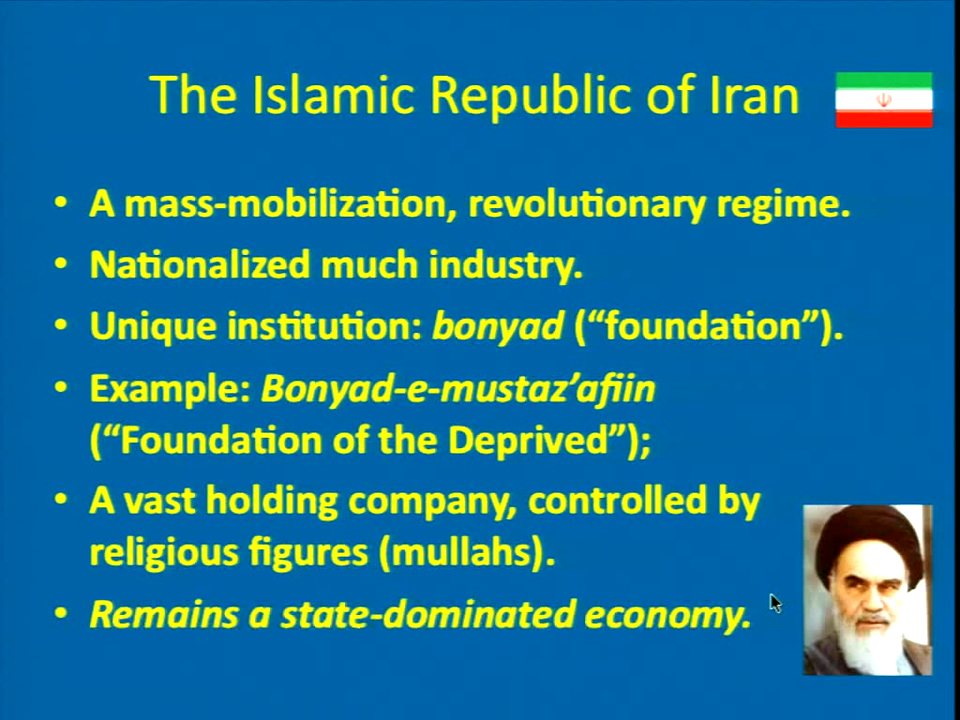 The Islamic Republic of Iran
• A mass-mobilization, revolutionary regime.
• Nationalized much industry.
• Unique institution: bonyad (“foundation”).
• Example: Bonyad-e-mustaz’afiin
(“Foundation of the Deprived”);
• A vast holding company, controlled by
religious figures (mullahs).
• Remains a state-dominated economy.